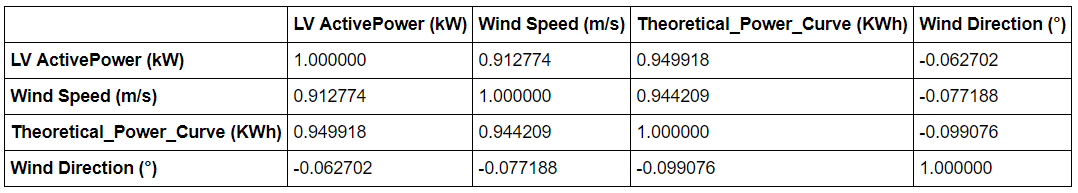 LV ActivePower (kW) Wind Speed (m/s) Theoretical_Power_Curve (KWh) Wind Direction (°)
LV ActivePower (kW) 1.000000 0.912774 0.949918 -0.062702
Wind Speed (m/s) 0.912774 1.000000 0.944209 -0.077188
Theoretical_Power_Curve (KWh) 0.949918 0.944209 1.000000 -0.099076
Wind Direction (°) -0.062702 -0.077188 -0.099076 1.000000